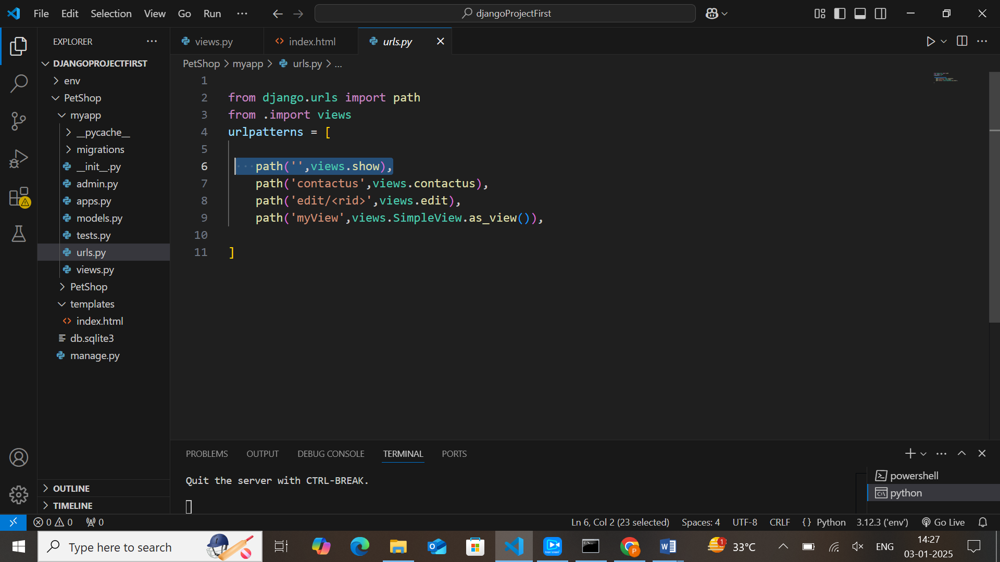 File Edit Selection View Go Run ...
djangoProjectFirst
EXPLORER
views.py
index.html
urls.py
DJANGOPROJECTFIRST
env
PetShop
myapp
__pycache__
migrations
__init__.py
admin.py
apps.py
models.py
tests.py
urls.py
views.py
PetShop
templates
index.html
db.sqlite3
manage.py
OUTLINE
TIMELINE
PetShop > myapp > urls.py > ...
1
2 from django.urls import path
3 from .import views
4 urlpatterns = [
5
6 path('',views.show),
7 path('contactus',views.contactus),
8 path('edit/<rid>',views.edit),
9 path('myView',views.SimpleView.as_view()),
10
11 ]
PROBLEMS OUTPUT DEBUG CONSOLE TERMINAL PORTS
Quit the server with CTRL-BREAK.
powershell
python
0 0 0
Ln 6, Col 2 (23 selected) Spaces: 4 UTF-8 CRLF {} Python 3.12.3 ('env') Go Live
Type here to search
1 33°C ENG
14:27
03-01-2025